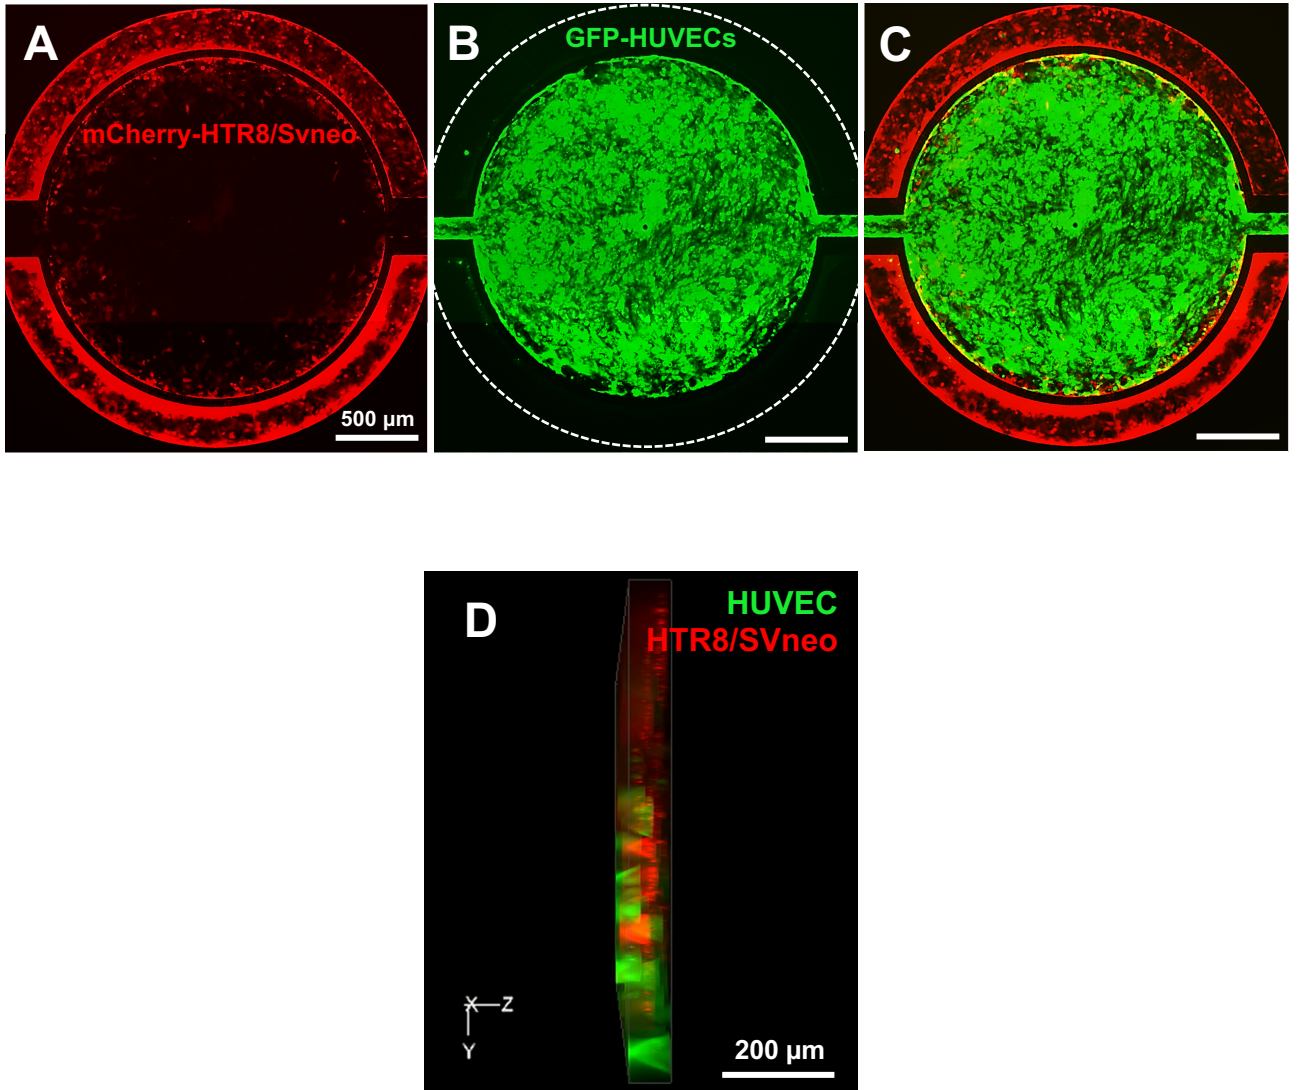 A
mCherry-HTR8/Svneo
500 µm
B
GFP-HUVECs
C
D
HUVEC
HTR8/SVneo
X
Z
Y
200 µm